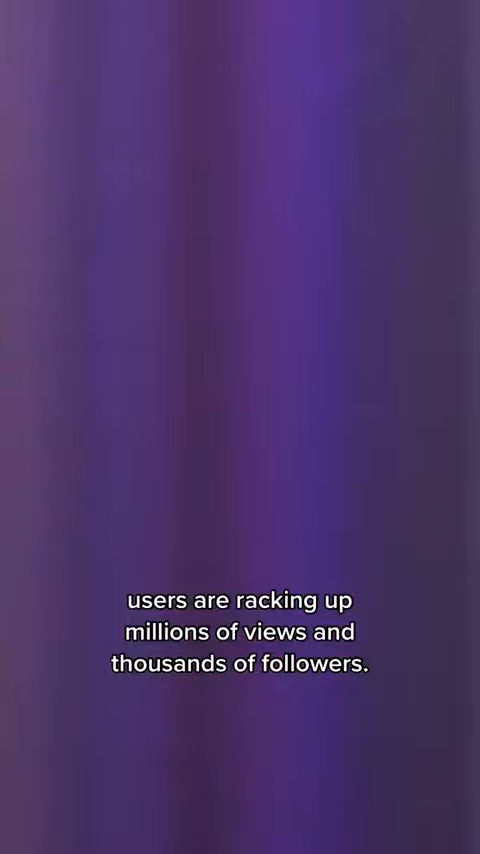 users are racking up
millions of views and
thousands of followers.